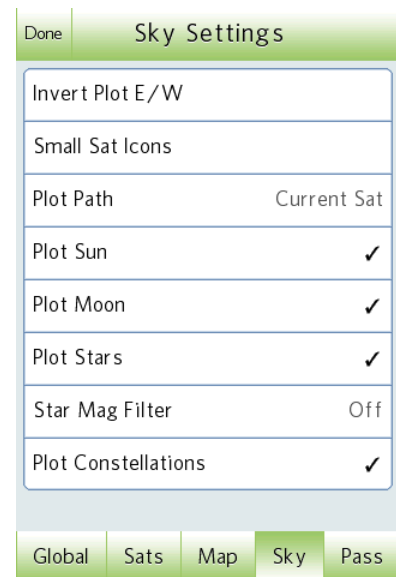 Done Sky Settings
Invert Plot E/W
Small Sat Icons
Plot Path Current Sat
Plot Sun ✓
Plot Moon ✓
Plot Stars ✓
Star Mag Filter Off
Plot Constellations ✓
Global Sats Map Sky Pass